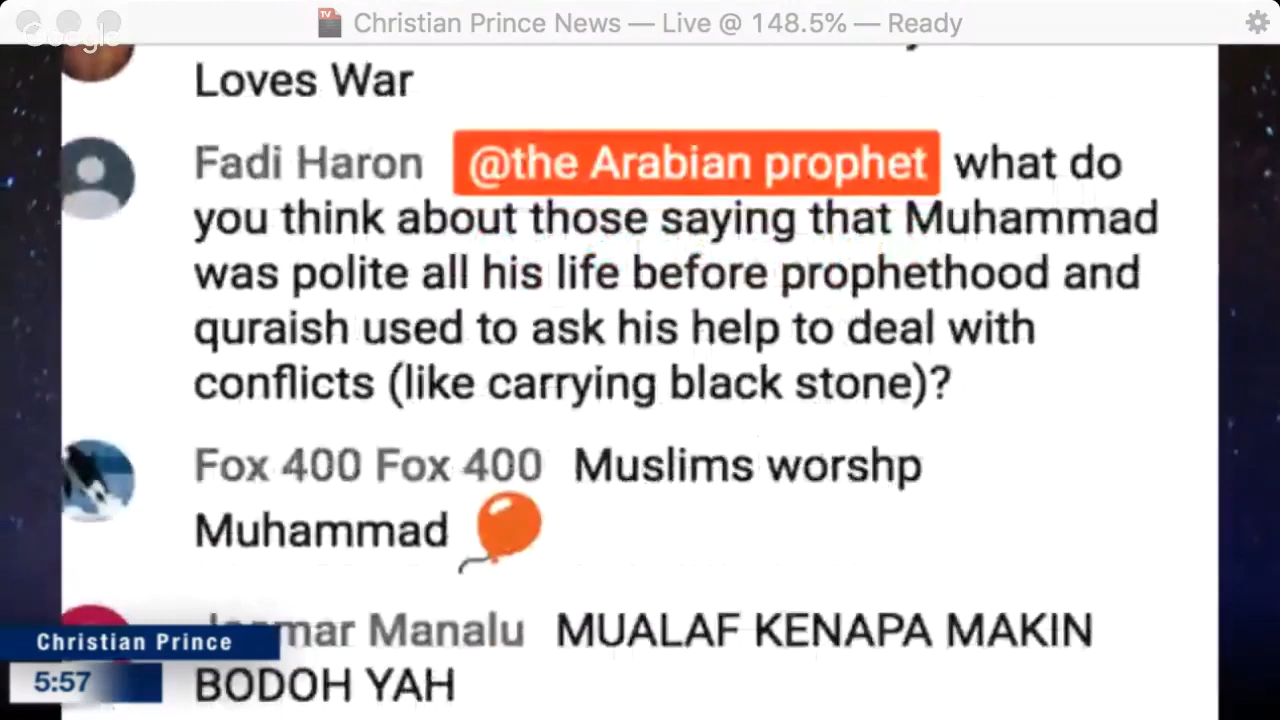 Christian Prince News — Live @ 148.5% — Ready
Google
Loves War
Fadi Haron @the Arabian prophet what do
you think about those saying that Muhammad
was polite all his life before prophethood and
quraish used to ask his help to deal with
conflicts (like carrying black stone)?
Fox 400 Fox 400 Muslims worshp
Muhammad
Manalu MUALAF KENAPA MAKIN
BODOH YAH
Christian Prince
5:57